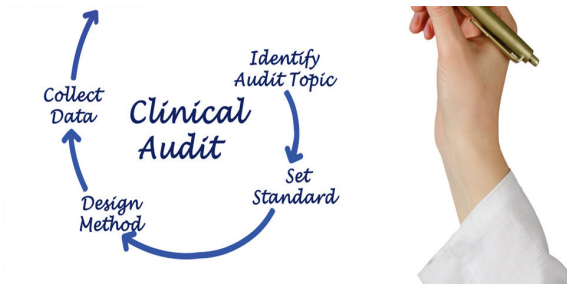 Identify
Audit Topic
Collect
Data
Clinical
Audit
Set
Standard
Design
Method